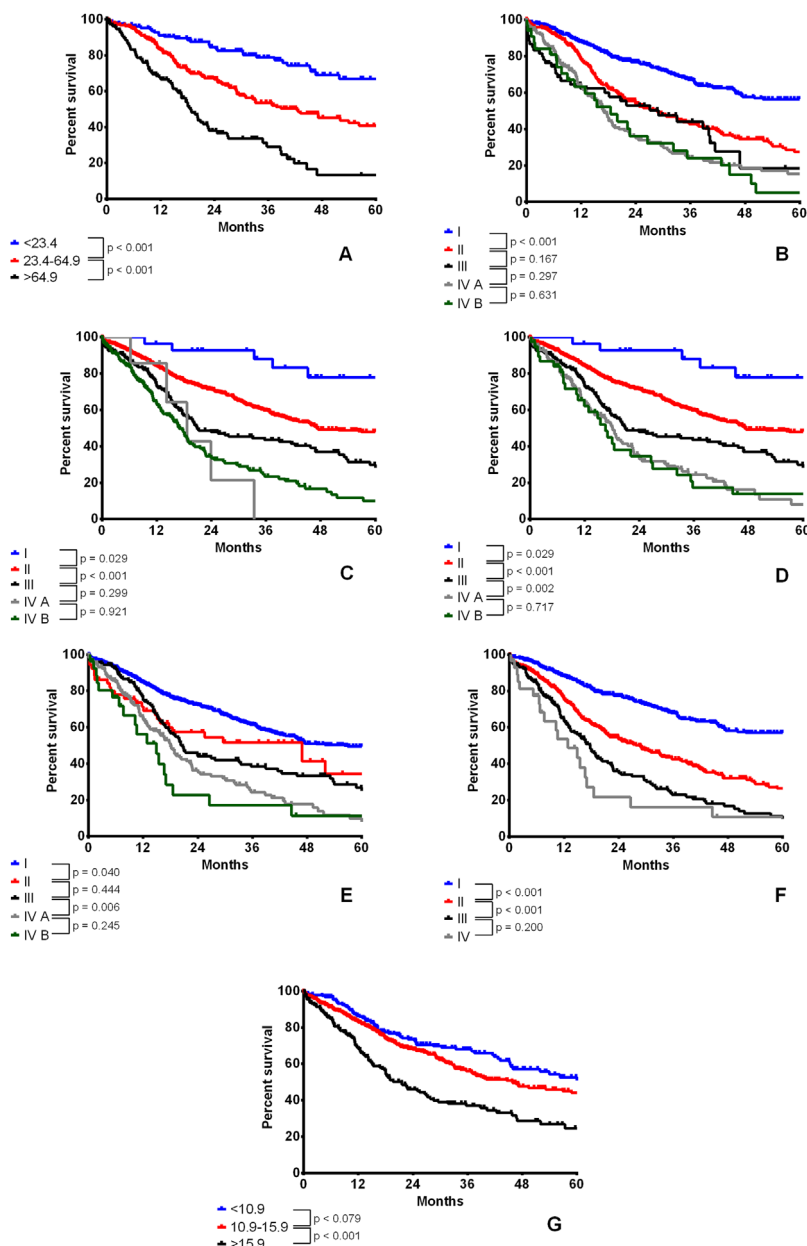 100
80
60
40
20
0
0 12 24 36 48 60
Percent survival
Months
<23.4
23.4-64.9
>64.9
p < 0.001
p < 0.001
A
100
80
60
40
20
0
0 12 24 36 48 60
Percent survival
Months
I
II
III
IV A
IV B
p < 0.001
p = 0.167
p = 0.297
p = 0.631
B
100
80
60
40
20
0
0 12 24 36 48 60
Percent survival
Months
I
II
III
IV A
IV B
p = 0.029
p < 0.001
p = 0.299
p = 0.921
C
100
80
60
40
20
0
0 12 24 36 48 60
Percent survival
Months
I
II
III
IV A
IV B
p = 0.029
p < 0.001
p = 0.002
p = 0.717
D
100
80
60
40
20
0
0 12 24 36 48 60
Percent survival
Months
I
II
III
IV A
IV B
p = 0.040
p = 0.444
p = 0.006
p = 0.245
E
100
80
60
40
20
0
0 12 24 36 48 60
Percent survival
Months
I
II
III
IV
p < 0.001
p < 0.001
p = 0.200
F
100
80
60
40
20
0
0 12 24 36 48 60
Percent survival
Months
<10.9
10.9-15.9
>15.9
p < 0.079
p < 0.001
G